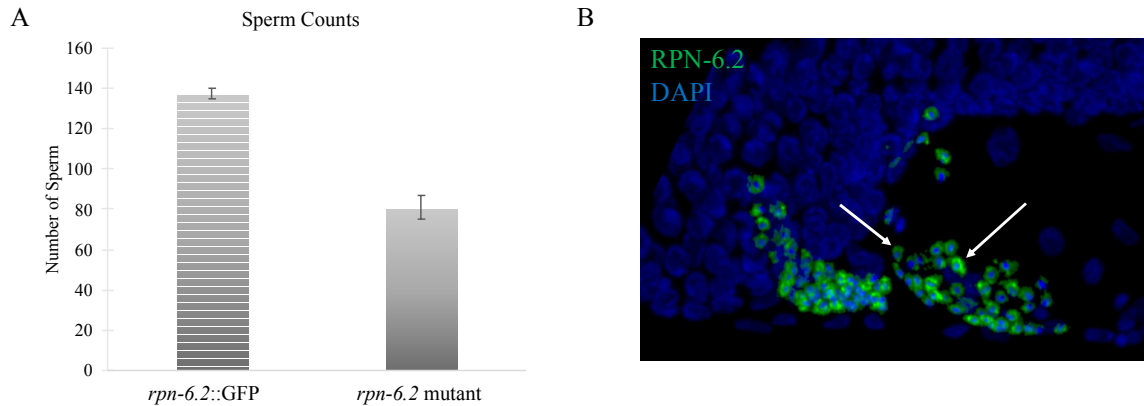 A
Sperm Counts
160
140
120
100
80
60
40
20
0
Number of Sperm
rpn-6.2::GFP
rpn-6.2 mutant
B
RPN-6.2
DAPI